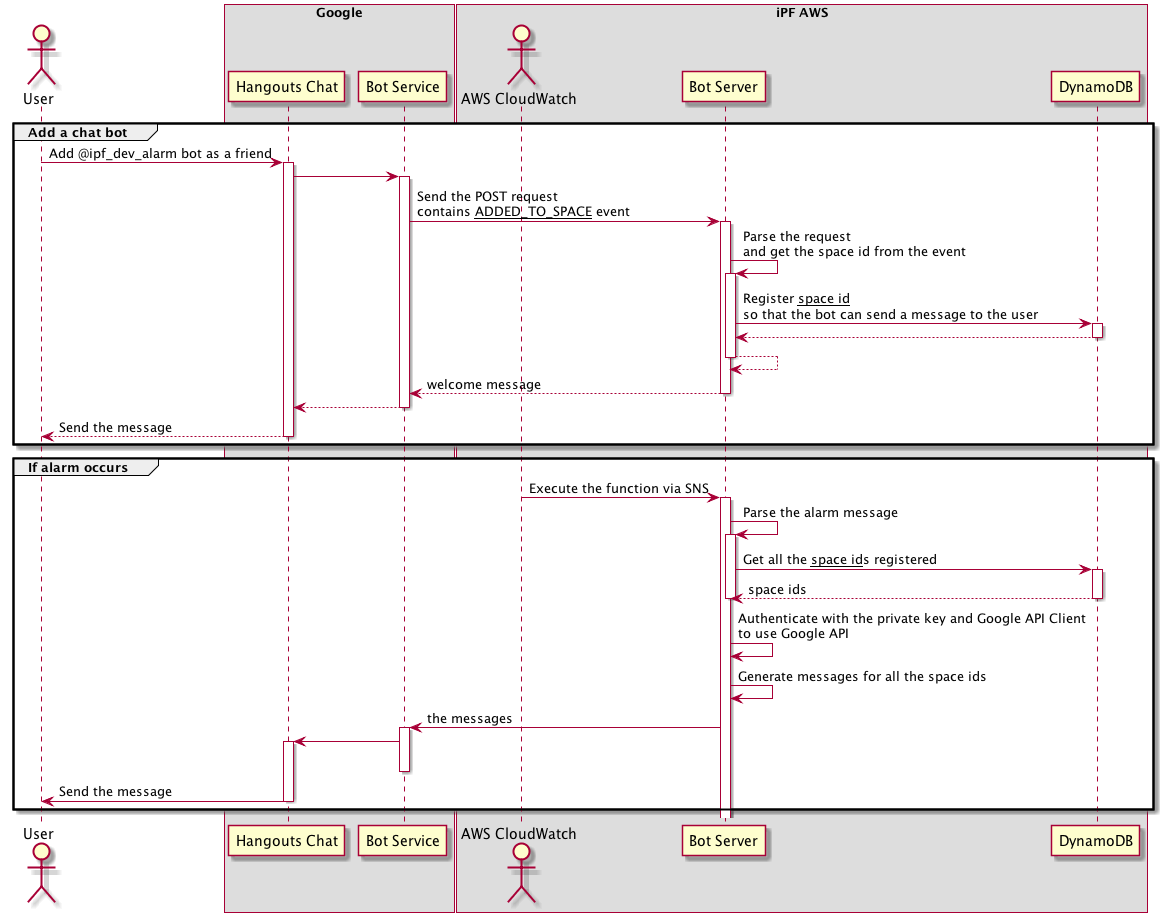 Google
iPF AWS
User
Hangouts Chat
Bot Service
AWS CloudWatch
Bot Server
DynamoDB
Add a chat bot
Add @ipf_dev_alarm bot as a friend
Send the POST request
contains ADDED_TO_SPACE event
Parse the request
and get the space id from the event
Register space id
so that the bot can send a message to the user
welcome message
Send the message
If alarm occurs
Execute the function via SNS
Parse the alarm message
Get all the space ids registered
space ids
Authenticate with the private key and Google API Client
to use Google API
Generate messages for all the space ids
the messages
Send the message
User
Hangouts Chat
Bot Service
AWS CloudWatch
Bot Server
DynamoDB